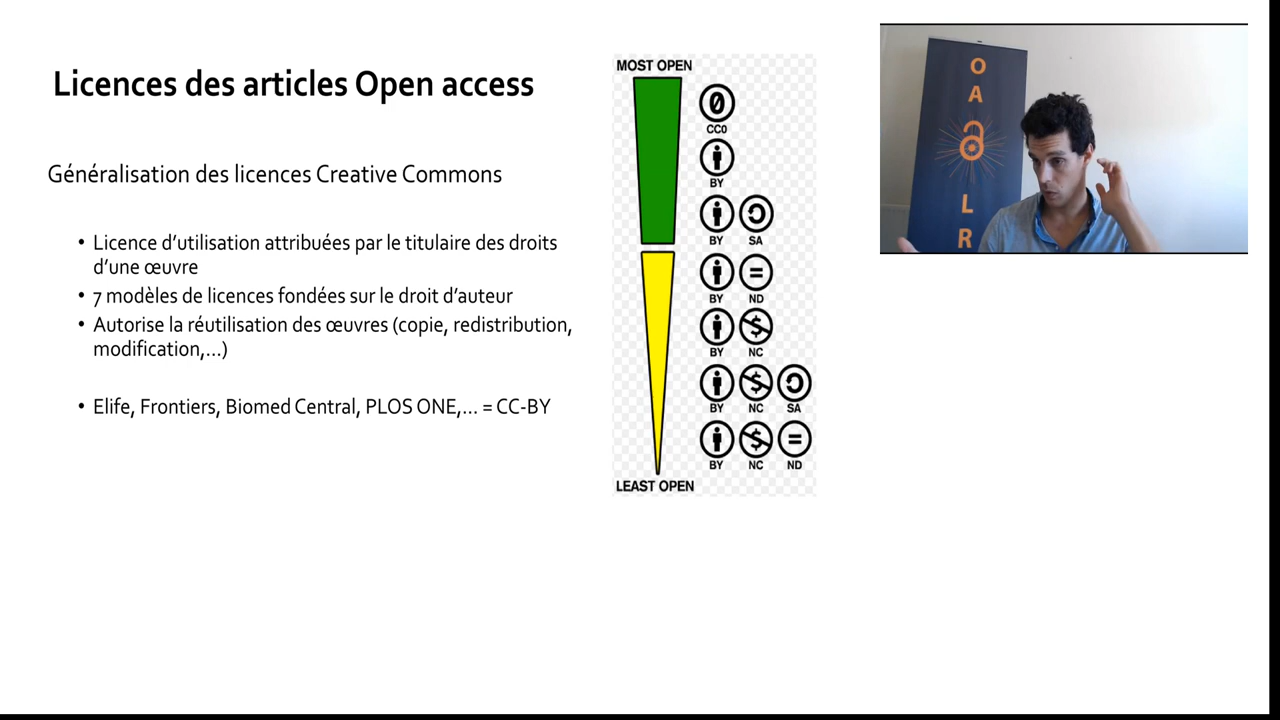 Licences des articles Open access
Généralisation des licences Creative Commons
• Licence d’utilisation attribuées par le titulaire des droits
d’une œuvre
• 7 modèles de licences fondées sur le droit d’auteur
• Autorise la réutilisation des œuvres (copie, redistribution,
modification,...)
• Elife, Frontiers, Biomed Central, PLOS ONE,... = CC-BY
MOST OPEN
0
CC0
BY
BY SA
= 
BY ND
$
BY NC
$
BY NC SA
$ =
BY NC ND
LEAST OPEN
O
A
L
R